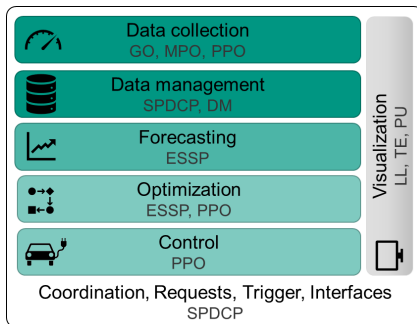 Data collection
GO, MPO, PPO
Data management
SPDCP, DM
Forecasting
ESSP
Optimization
ESSP, PPO
Control
PPO
Visualization
LL, TE, PU
Coordination, Requests, Trigger, Interfaces
SPDCP